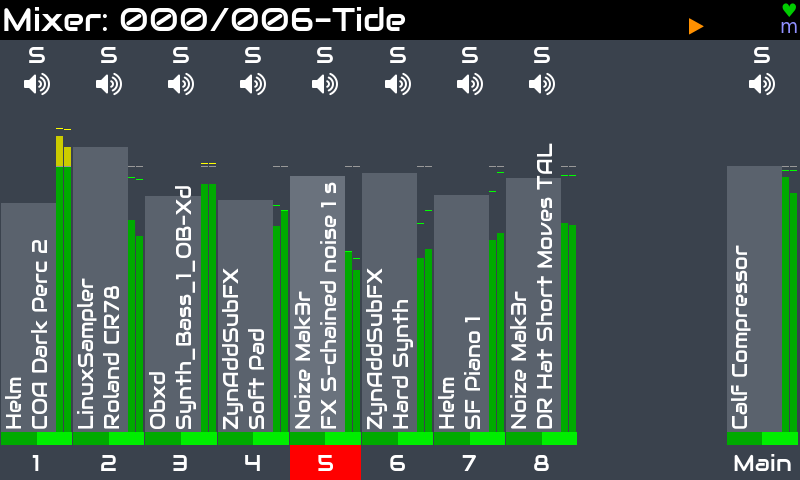 Mixer: 000/006-Tide
m
S S S S S S S S S
Helm
COA Dark Perc 2
LinuxSampler
Roland CR78
Obxd
Synth_Bass_1_OB-Xd
ZynAddSubFX
Soft Pad
Noize Mak3r
FX S-chained noise 1 s
ZynAddSubFX
Hard Synth
Helm
SF Piano 1
Noize Mak3r
DR Hat Short Moves TAL
Calf Compressor
1 2 3 4 5 6 7 8 Main